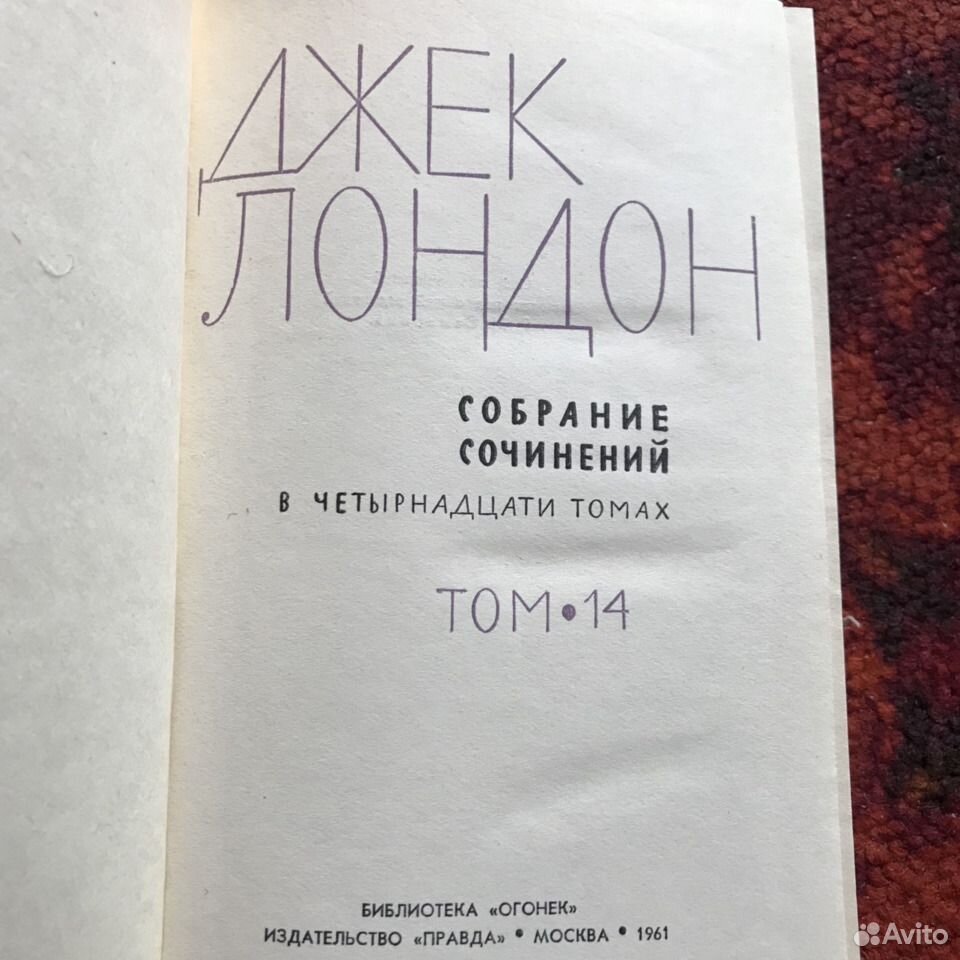 ДЖЕК
ЛОНДОН
СОБРАНИЕ
СОЧИНЕНИЙ
В ЧЕТЫРНАДЦАТИ ТОМАХ
ТОМ•14
БИБЛИОТЕКА «ОГОНЕК»
ИЗДАТЕЛЬСТВО «ПРАВДА» • МОСКВА • 1961
Avito